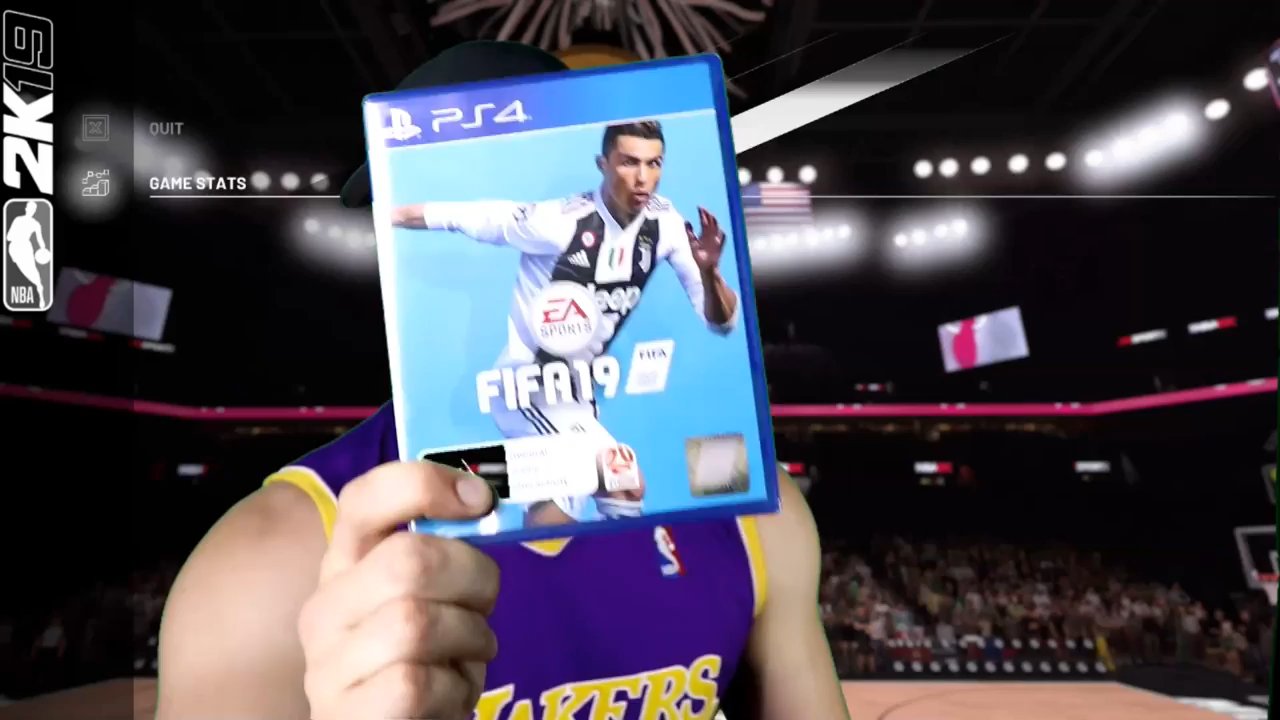 2K19
NBA
QUIT
GAME STATS
PS4
Jeep
EA
SPORTS
FIFA19
FIFA
LAKERS